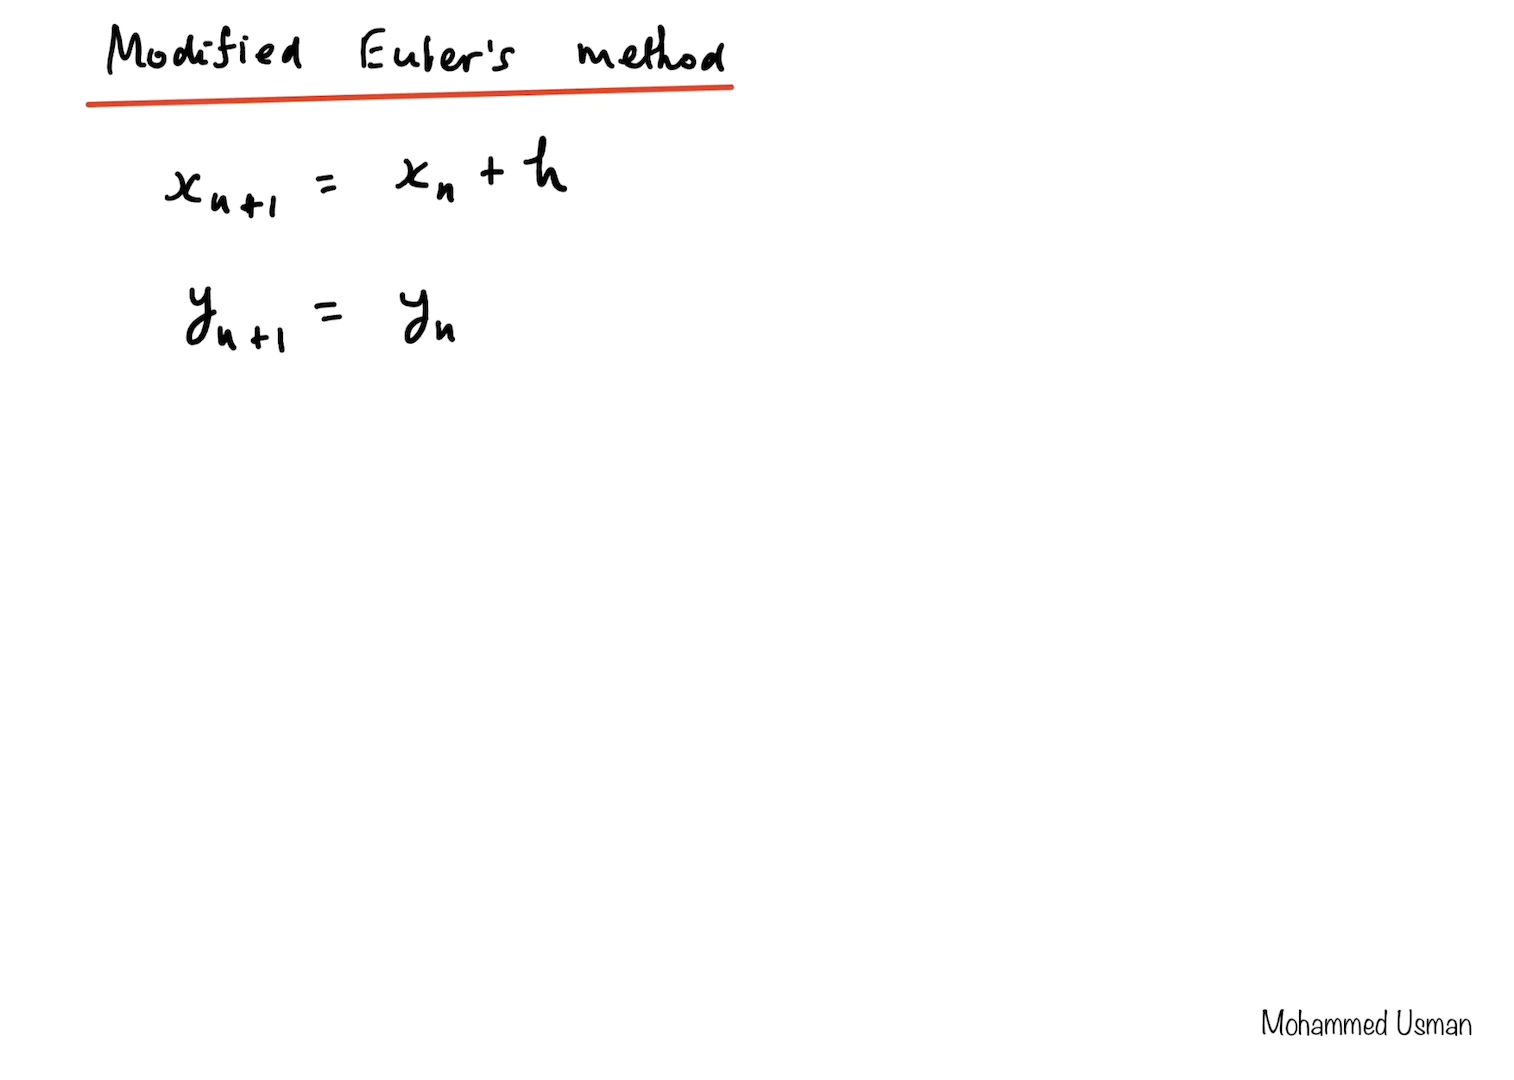 Modified Euler's method
xₙ₊₁ = xₙ + h
yₙ₊₁ = yₙ
Mohammed Usman